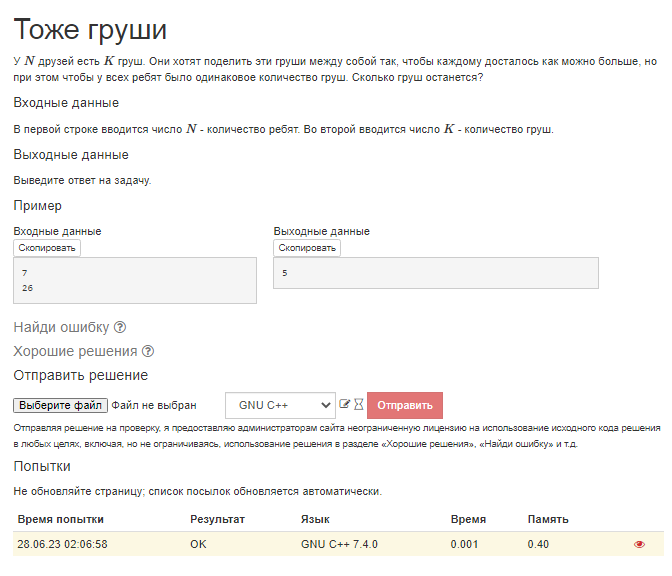 Тоже груши
У N друзей есть K груш. Они хотят поделить эти груши между собой так, чтобы каждому досталось как можно больше, но
при этом чтобы у всех ребят было одинаковое количество груш. Сколько груш останется?
Входные данные
В первой строке вводится число N - количество ребят. Во второй вводится число K - количество груш.
Выходные данные
Выведите ответ на задачу.
Пример
Входные данные
Скопировать
7
26
Выходные данные
Скопировать
5
Найди ошибку ?
Хорошие решения ?
Отправить решение
Выберите файл Файл не выбран GNU C++ Отправить
Отправляя решение на проверку, я предоставляю администраторам сайта неограниченную лицензию на использование исходного кода решения
в любых целях, включая, но не ограничиваясь, использование решения в разделе «Хорошие решения», «Найди ошибку» и т.д.
Попытки
Не обновляйте страницу; список посылок обновляется автоматически.
Время попытки Результат Язык Время Память
28.06.23 02:06:58 OK GNU C++ 7.4.0 0.001 0.40